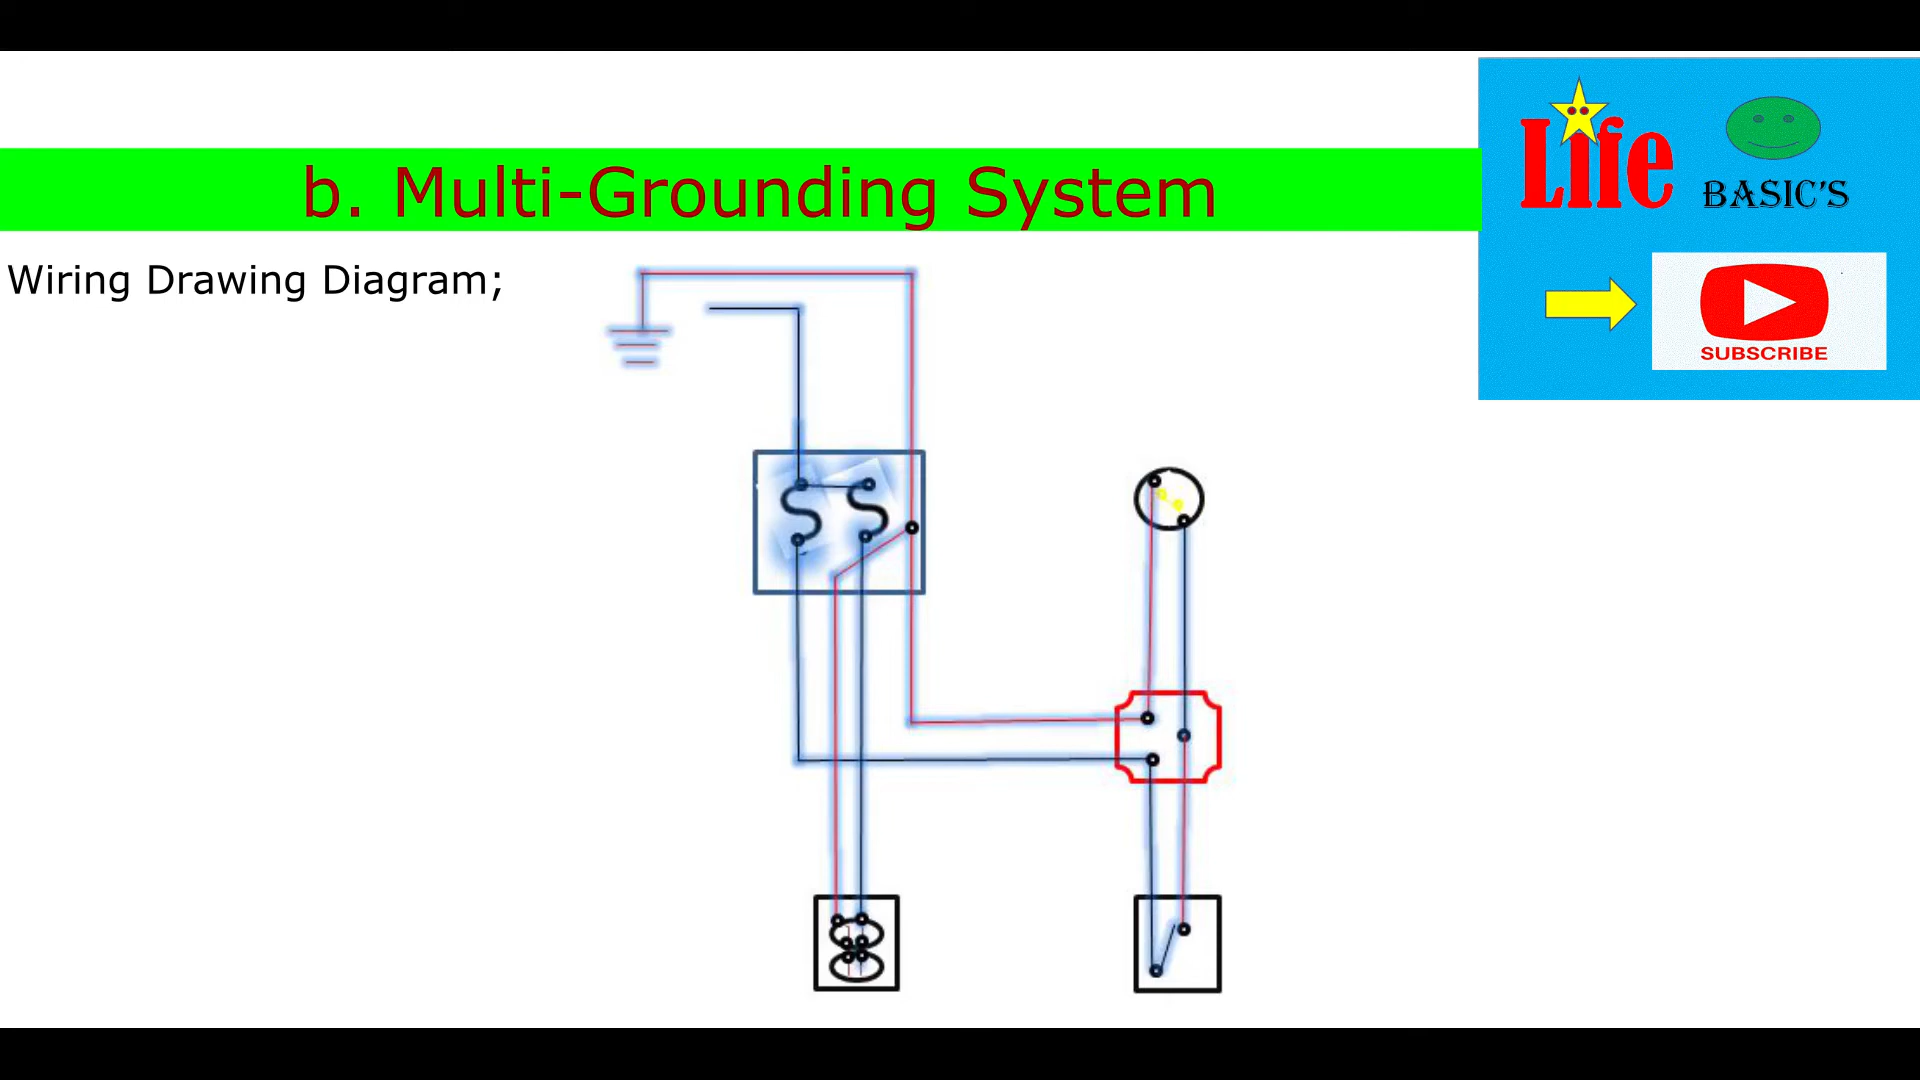 b. Multi-Grounding System
Life
BASIC'S
Wiring Drawing Diagram;
SUBSCRIBE